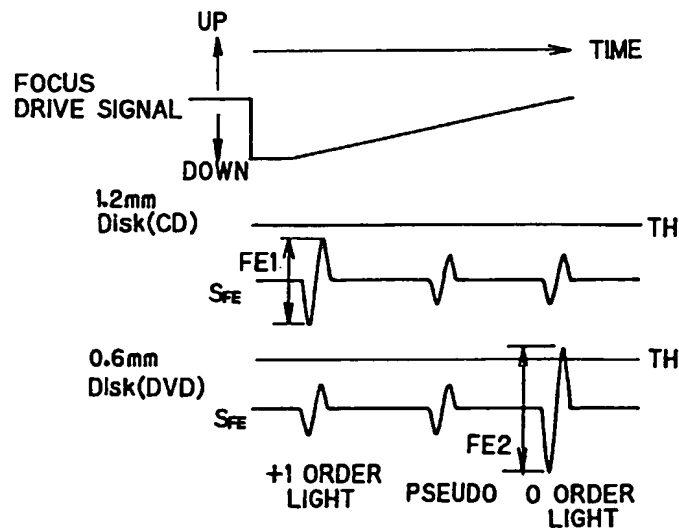 UP
TIME
FOCUS
DRIVE SIGNAL
DOWN
1.2mm
Disk(CD)
TH
FE1
SFE
0.6mm
Disk(DVD)
TH
SFE
FE2
+1 ORDER
LIGHT
PSEUDO
0 ORDER
LIGHT